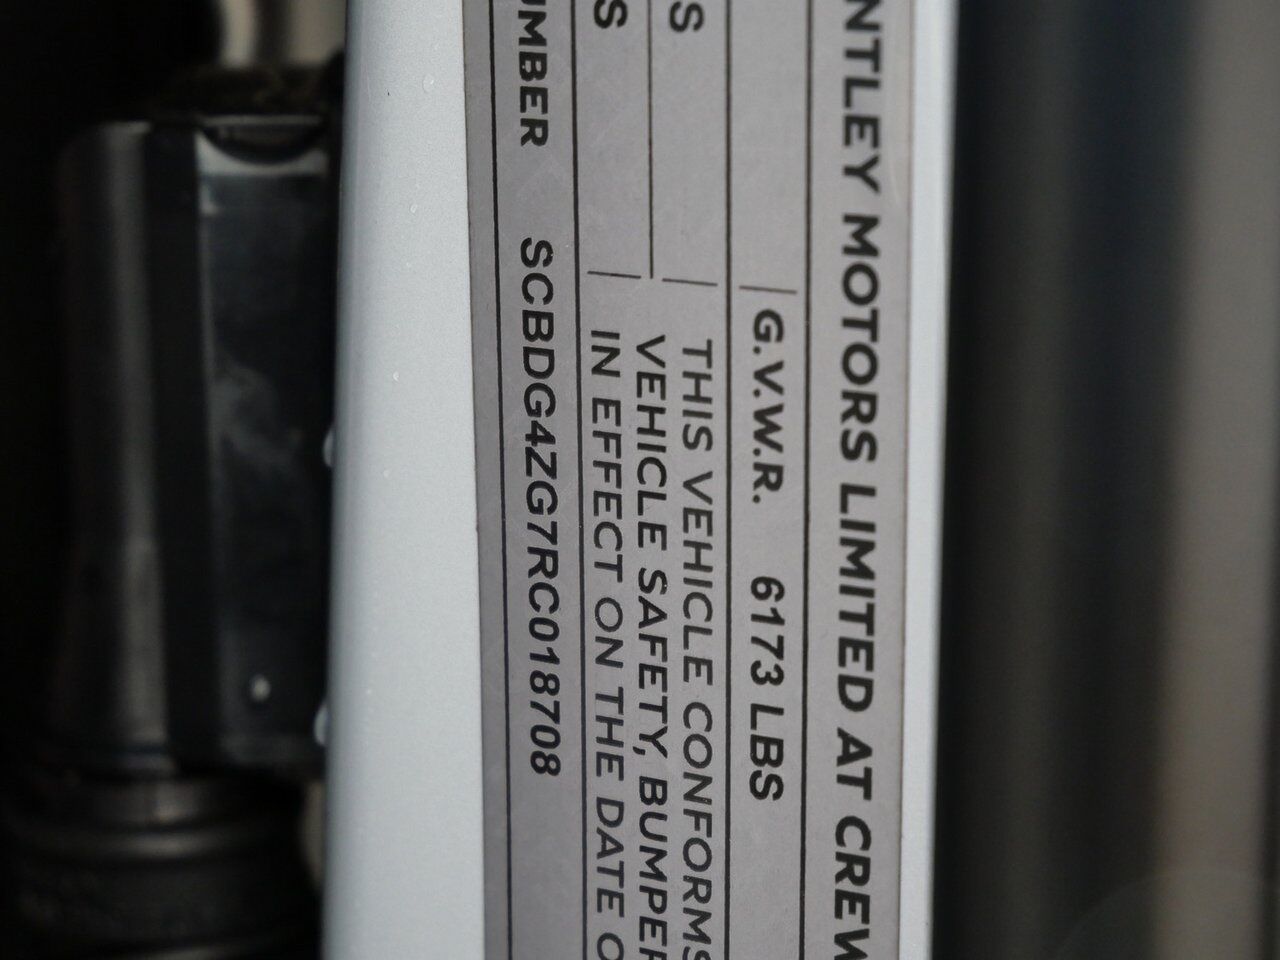 NTLEY MOTORS LIMITED AT CREW
G.V.W.R. 6173 LBS
S
THIS VEHICLE CONFORMS
VEHICLE SAFETY, BUMPER
S
IN EFFECT ON THE DATE O
UMBER SCBDG4ZG7RC018708